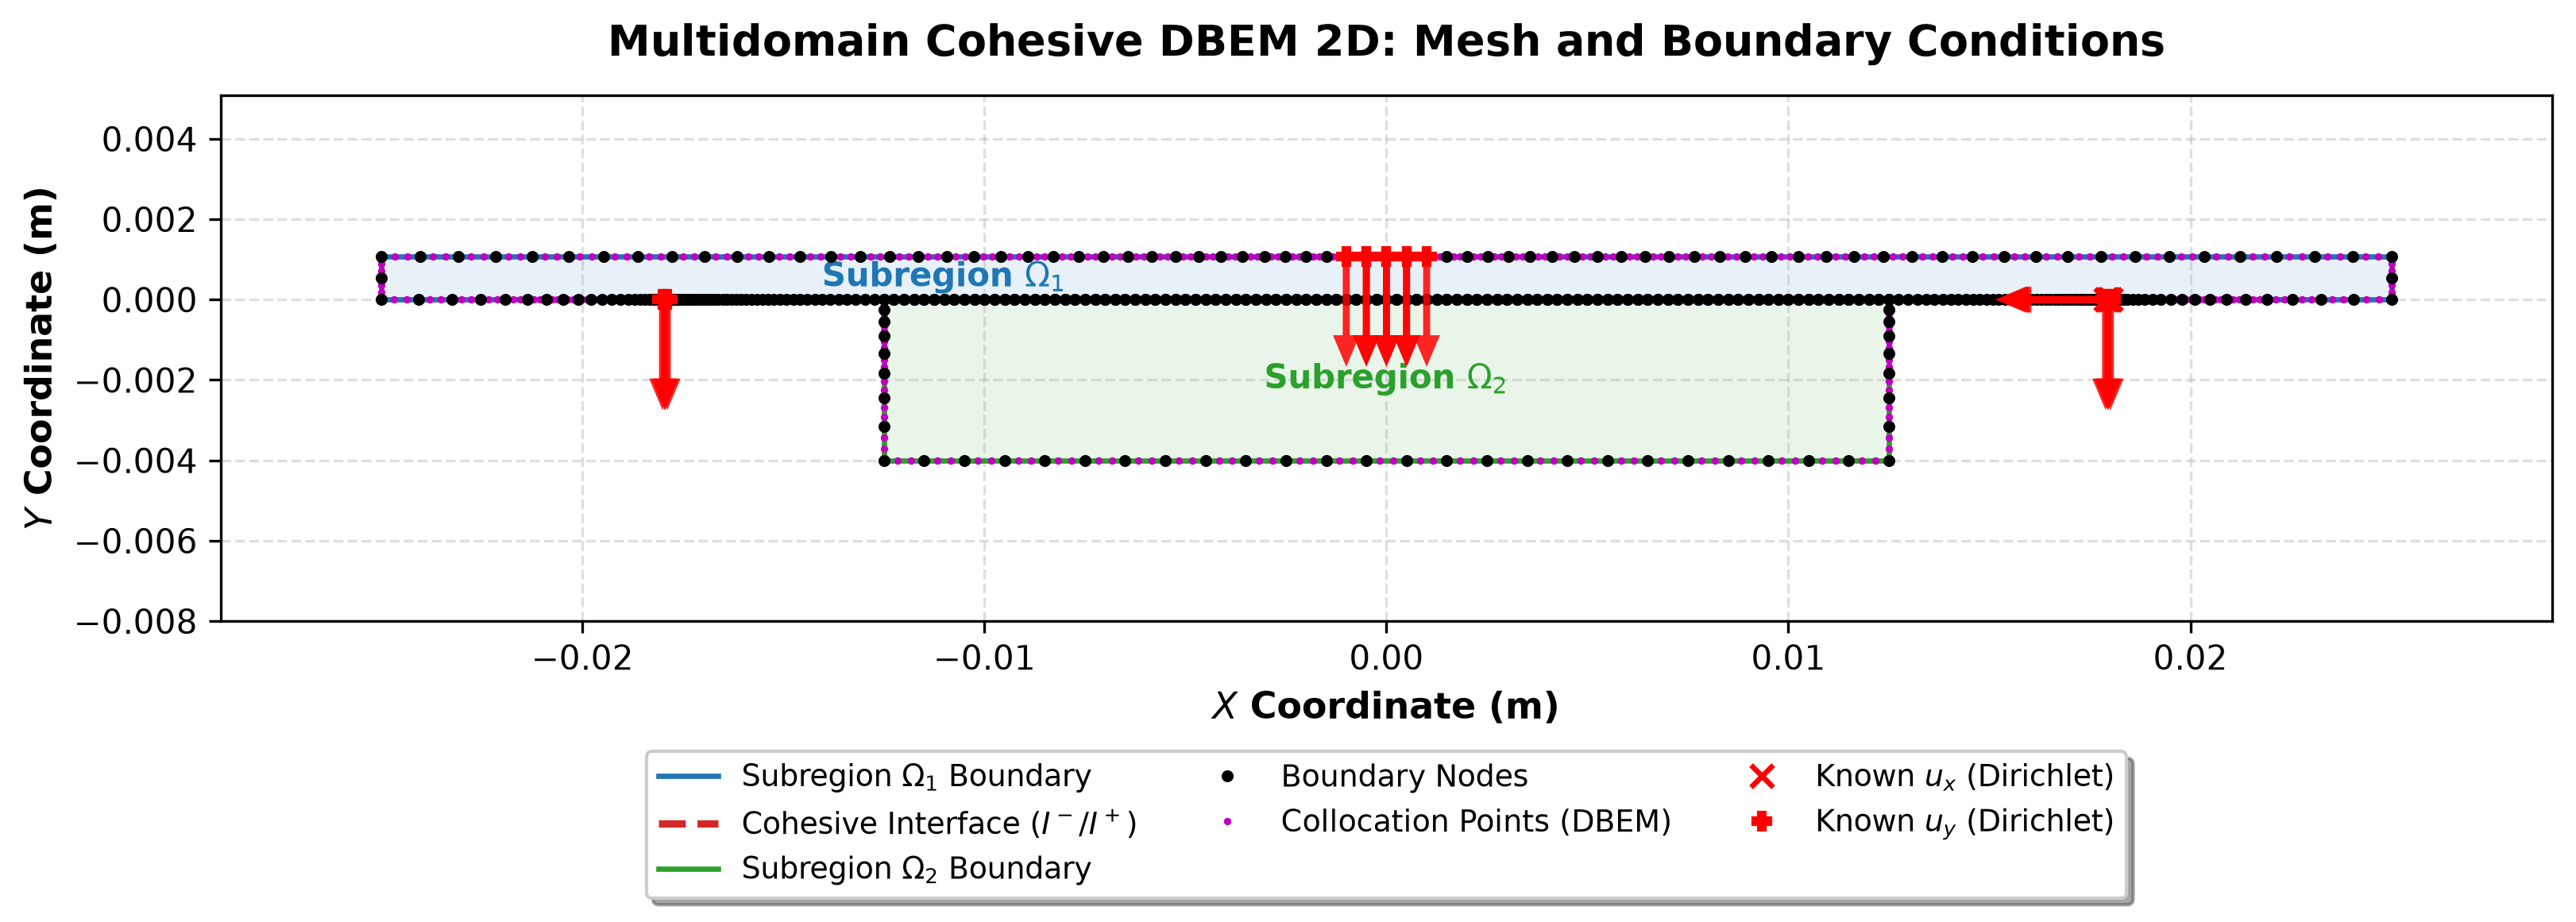 Multidomain Cohesive DBEM 2D: Mesh and Boundary Conditions
Y Coordinate (m)
0.004
0.002
0.000
−0.002
−0.004
−0.006
−0.008
Subregion Ω₁
Subregion Ω₂
−0.02
−0.01
0.00
0.01
0.02
X Coordinate (m)
Subregion Ω₁ Boundary
Cohesive Interface (I⁻/I⁺)
Subregion Ω₂ Boundary
Boundary Nodes
Collocation Points (DBEM)
Known uₓ (Dirichlet)
Known u_y (Dirichlet)